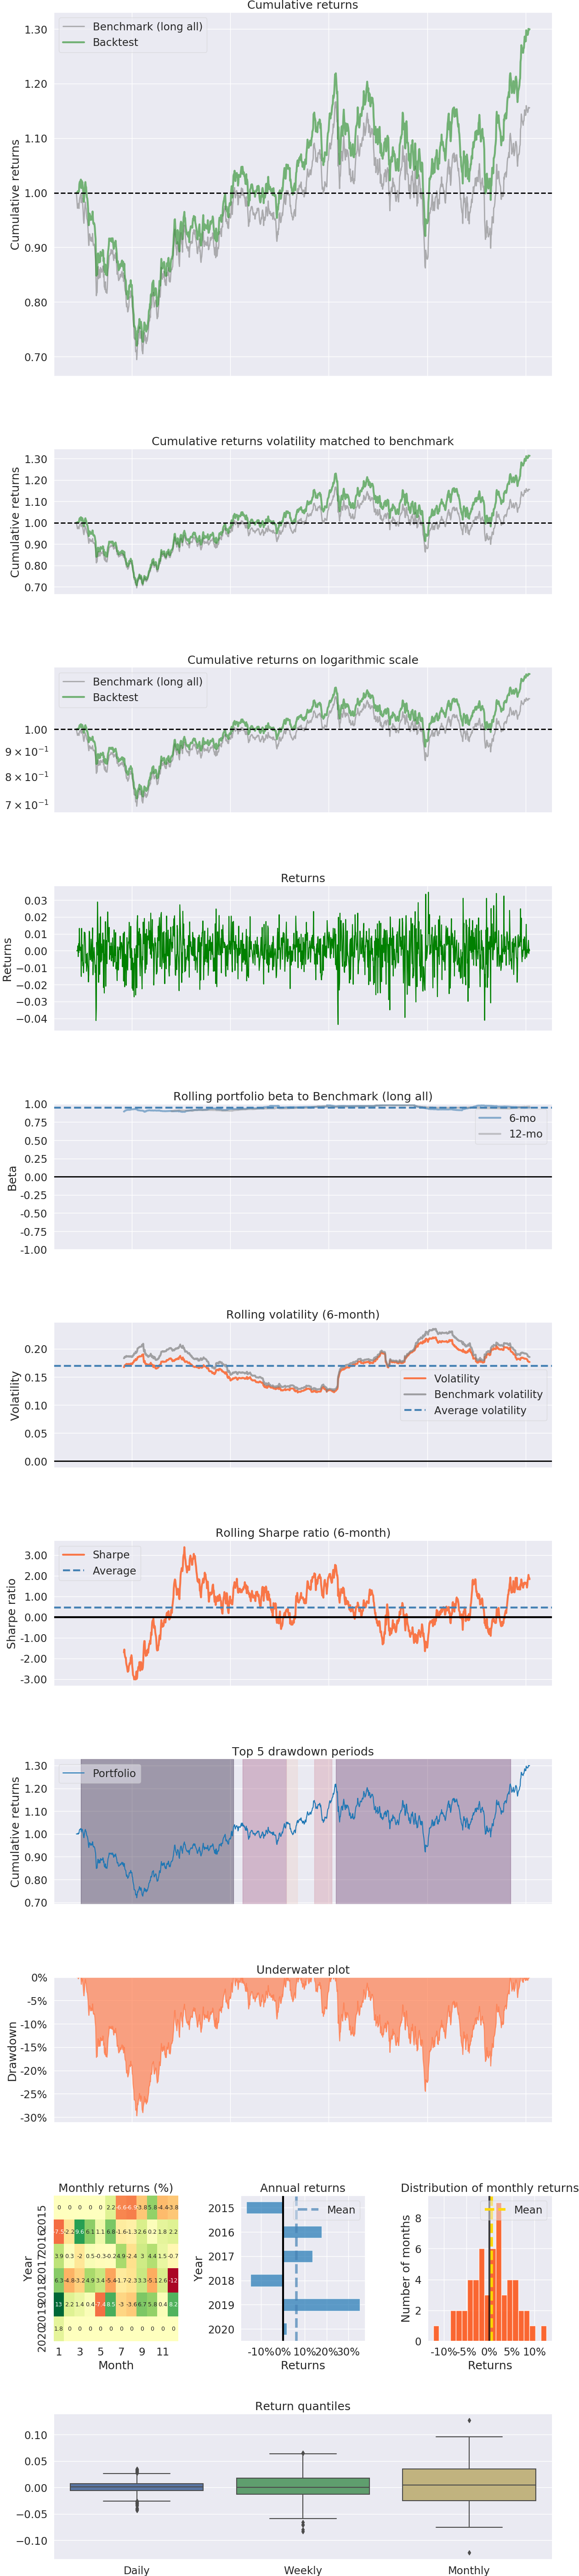 Cumulative returns
Benchmark (long all)
Backtest
Cumulative returns
1.30
1.20
1.10
1.00
0.90
0.80
0.70
Cumulative returns volatility matched to benchmark
Cumulative returns
1.30
1.20
1.10
1.00
0.90
0.80
0.70
Cumulative returns on logarithmic scale
Benchmark (long all)
Backtest
Cumulative returns
1.00
9 × 10⁻¹
8 × 10⁻¹
7 × 10⁻¹
Returns
Returns
0.03
0.02
0.01
0.00
−0.01
−0.02
−0.03
−0.04
Rolling portfolio beta to Benchmark (long all)
6-mo
12-mo
Beta
1.00
0.75
0.50
0.25
0.00
-0.25
-0.50
-0.75
-1.00
Rolling volatility (6-month)
Volatility
Benchmark volatility
Average volatility
Volatility
0.20
0.15
0.10
0.05
0.00
Rolling Sharpe ratio (6-month)
Sharpe
Average
Sharpe ratio
3.00
2.00
1.00
0.00
-1.00
-2.00
-3.00
Top 5 drawdown periods
Portfolio
Cumulative returns
1.30
1.20
1.10
1.00
0.90
0.80
0.70
Underwater plot
Drawdown
0%
-5%
-10%
-15%
-20%
-25%
-30%
Monthly returns (%)
Year
2015
2016
2017
2018
2019
2020
1 3 5 7 9 11
Month
Annual returns
Mean
Year
2015
2016
2017
2018
2019
2020
-10% 0% 10% 20% 30%
Returns
Distribution of monthly returns
Mean
Number of months
8
6
4
2
0
-10% -5% 0% 5% 10%
Returns
Return quantiles
0.10
0.05
0.00
−0.05
−0.10
Daily
Weekly
Monthly